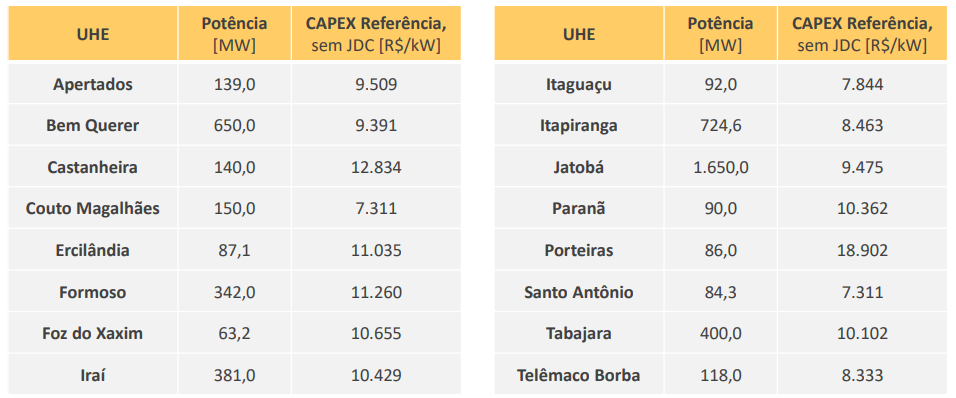 UHE Potência [MW] CAPEX Referência, sem JDC [R$/kW]
Apertados 139,0 9.509
Bem Querer 650,0 9.391
Castanheira 140,0 12.834
Couto Magalhães 150,0 7.311
Ercilândia 87,1 11.035
Formoso 342,0 11.260
Foz do Xaxim 63,2 10.655
Iraí 381,0 10.429
UHE Potência [MW] CAPEX Referência, sem JDC [R$/kW]
Itaguaçu 92,0 7.844
Itapiranga 724,6 8.463
Jatobá 1.650,0 9.475
Paranã 90,0 10.362
Porteiras 86,0 18.902
Santo Antônio 84,3 7.311
Tabajara 400,0 10.102
Telêmaco Borba 118,0 8.333